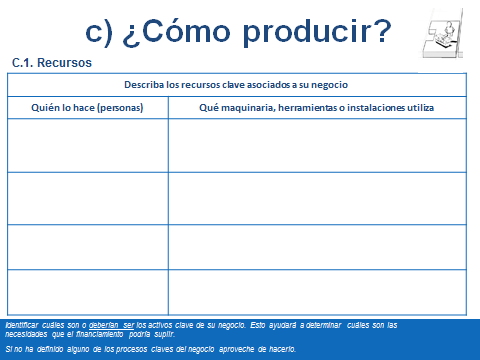 c) ¿Cómo producir?
C.1. Recursos
Describa los recursos clave asociados a su negocio
Quién lo hace (personas)
Qué maquinaria, herramientas o instalaciones utiliza
Identificar cuáles son o deberían ser los activos clave de su negocio. Esto ayudará a determinar cuáles son las
necesidades que el financiamiento podría suplir.
Si no ha definido alguno de los procesos claves del negocio aproveche de hacerlo.